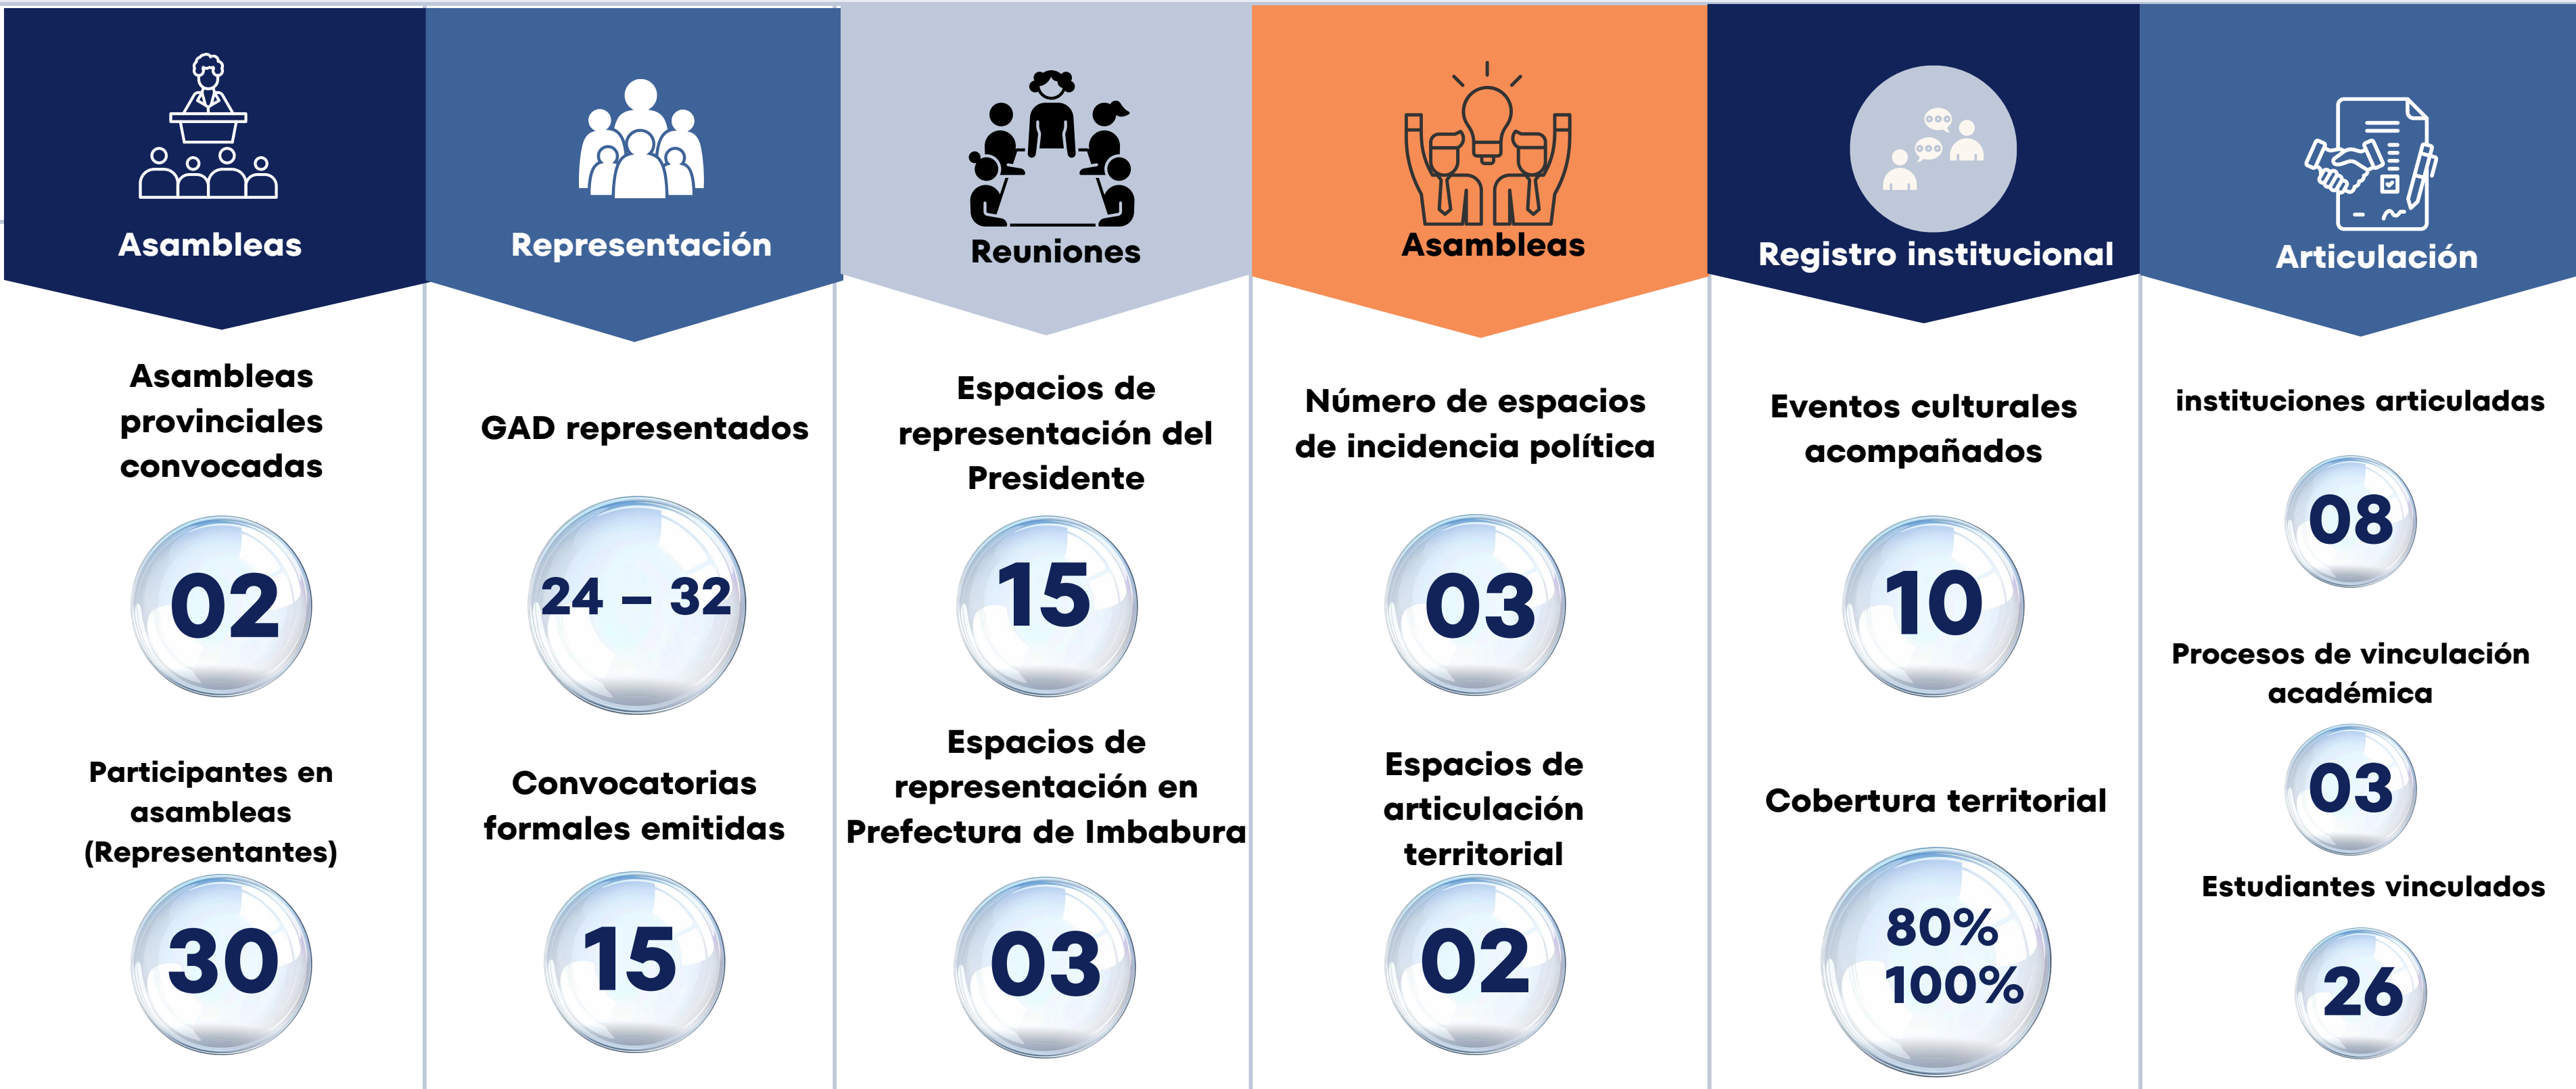 Asambleas
Asambleas
provinciales
convocadas
02
Participantes en
asambleas
(Representantes)
30
Representación
GAD representados
24 – 32
Convocatorias
formales emitidas
15
Reuniones
Espacios de
representación del
Presidente
15
Espacios de
representación en
Prefectura de Imbabura
03
Asambleas
Número de espacios
de incidencia política
03
Espacios de
articulación
territorial
02
Registro institucional
Eventos culturales
acompañados
10
Cobertura territorial
80%
100%
Articulación
instituciones articuladas
08
Procesos de vinculación
académica
03
Estudiantes vinculados
26